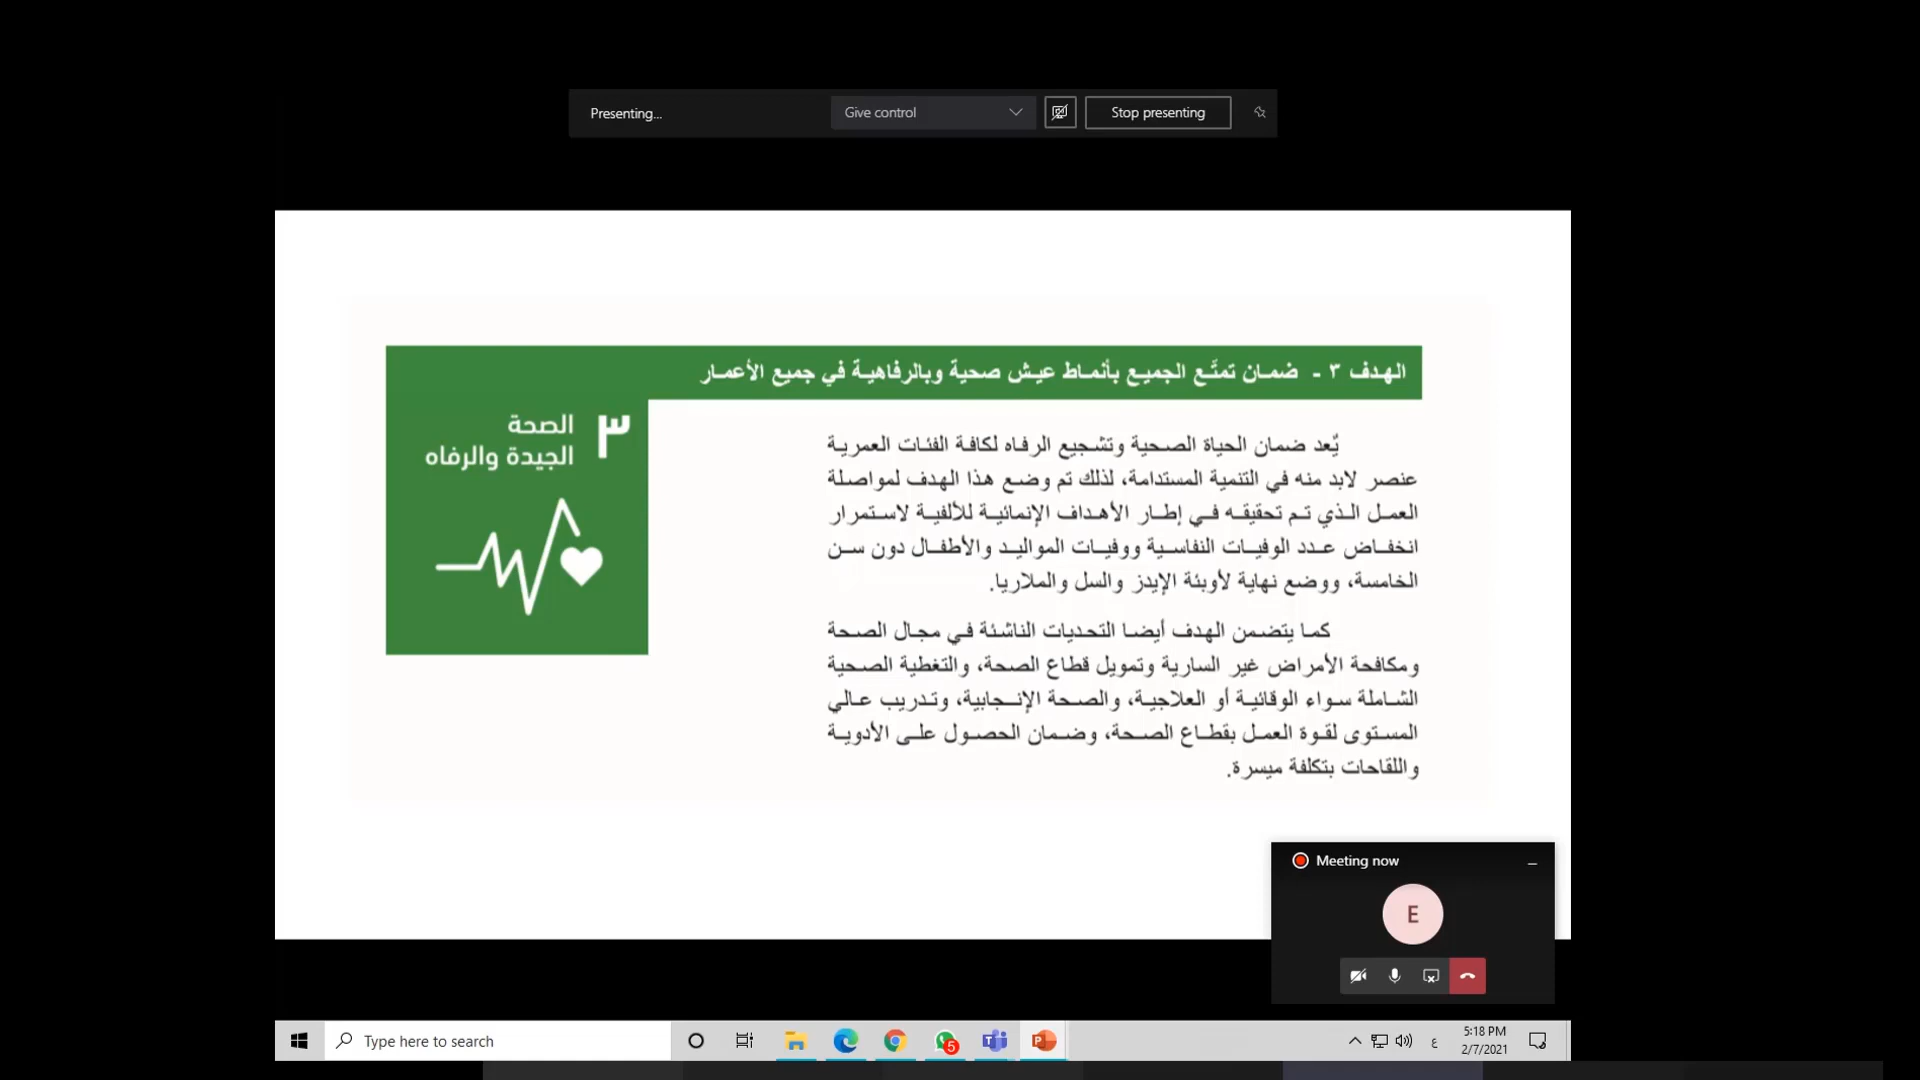 Presenting...
Give control
Stop presenting
الهدف ٣ - ضمان تمتّع الجميع بأنماط عيش صحية وبالرفاهية في جميع الأعمار
٣
الصحة
الجيدة والرفاه
يُعد ضمان الحياة الصحية وتشجيع الرفاه لكافة الفئات العمرية
عنصر لابد منه في التنمية المستدامة، لذلك تم وضع هذا الهدف لمواصلة
العمل الذي تم تحقيقه في إطار الأهداف الإنمائية للألفية لاستمرار
انخفاض عدد الوفيات النفاسية ووفيات المواليد والأطفال دون سن
الخامسة، ووضع نهاية لأوبئة الإيدز والسل والملاريا.
كما يتضمن الهدف أيضا التحديات الناشئة في مجال الصحة
ومكافحة الأمراض غير السارية وتمويل قطاع الصحة، والتغطية الصحية
الشاملة سواء الوقائية أو العلاجية، والصحة الإنجابية، وتدريب عالي
المستوى لقوة العمل بقطاع الصحة، وضمان الحصول على الأدوية
واللقاحات بتكلفة ميسرة.
Meeting now
E
Type here to search
5
ع
5:18 PM
2/7/2021